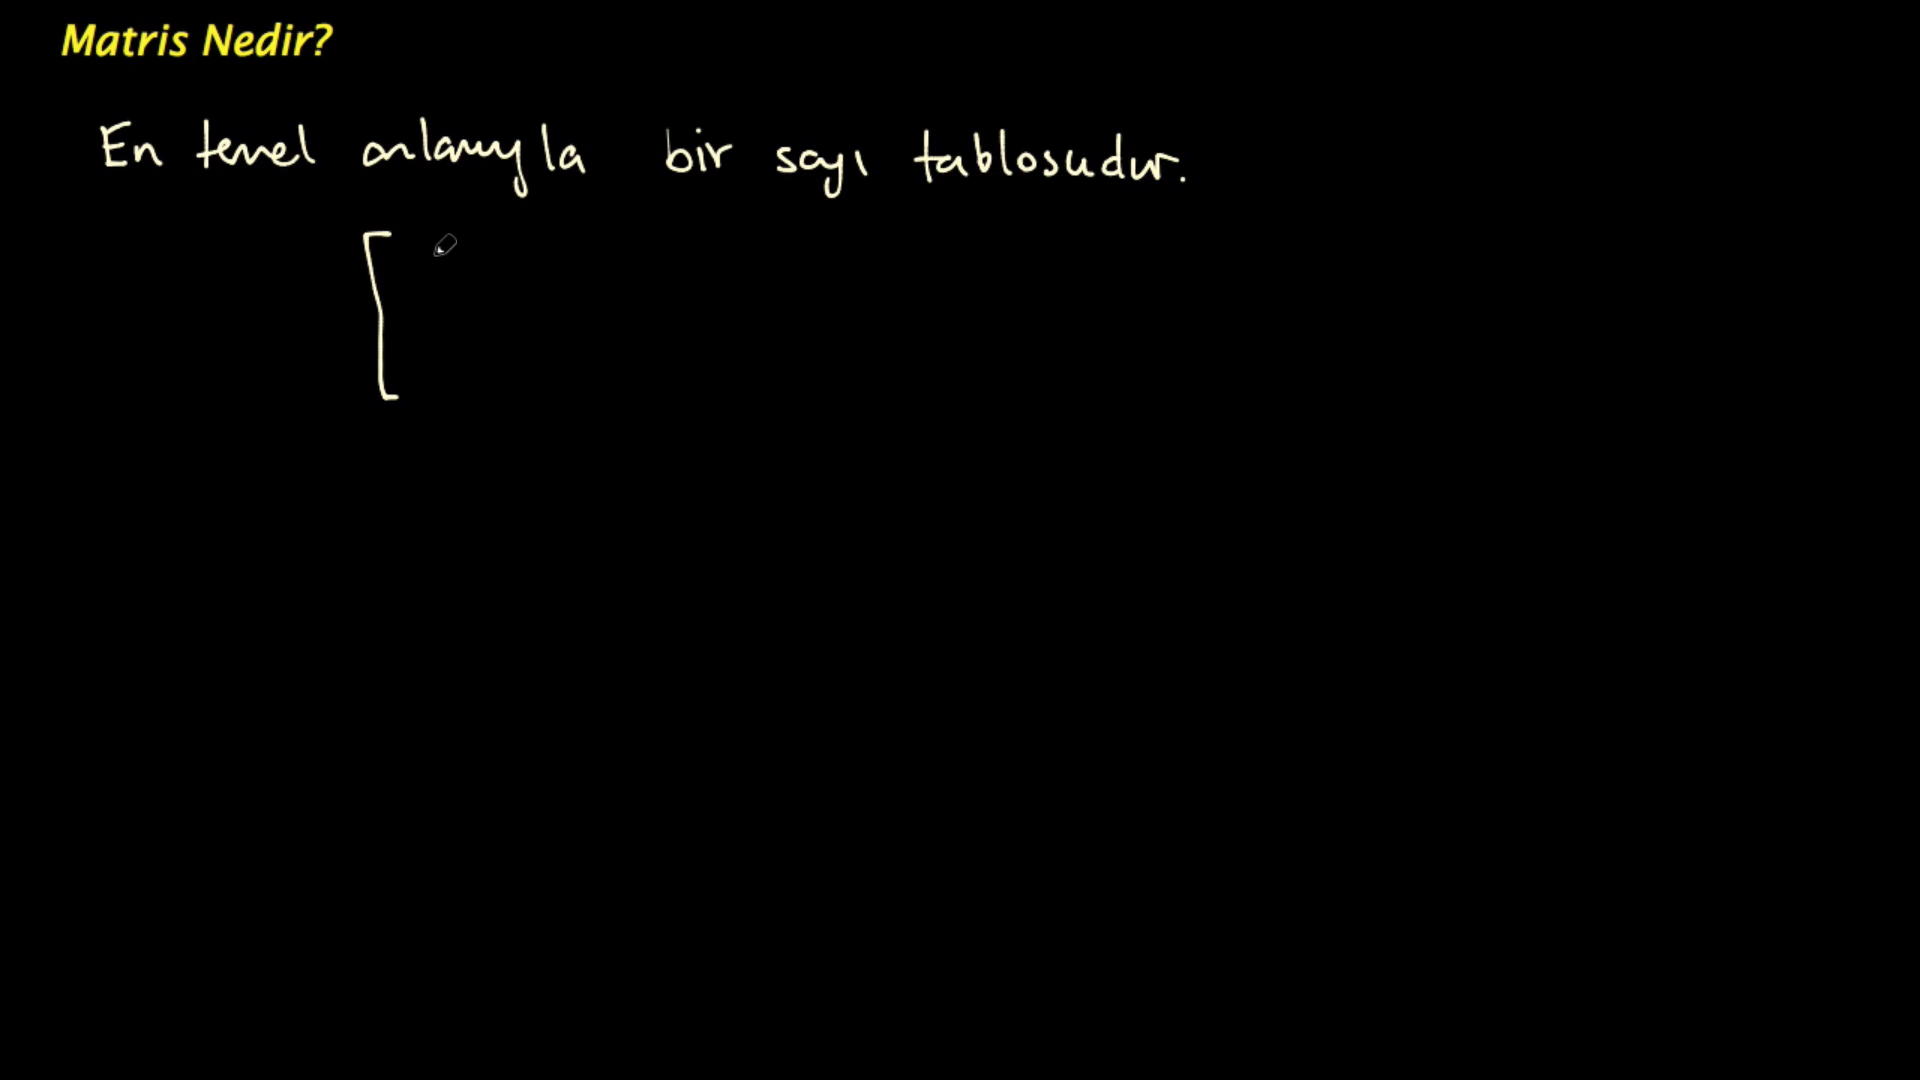 Matris Nedir?
En temel anlamıyla bir sayı tablosudur.
[